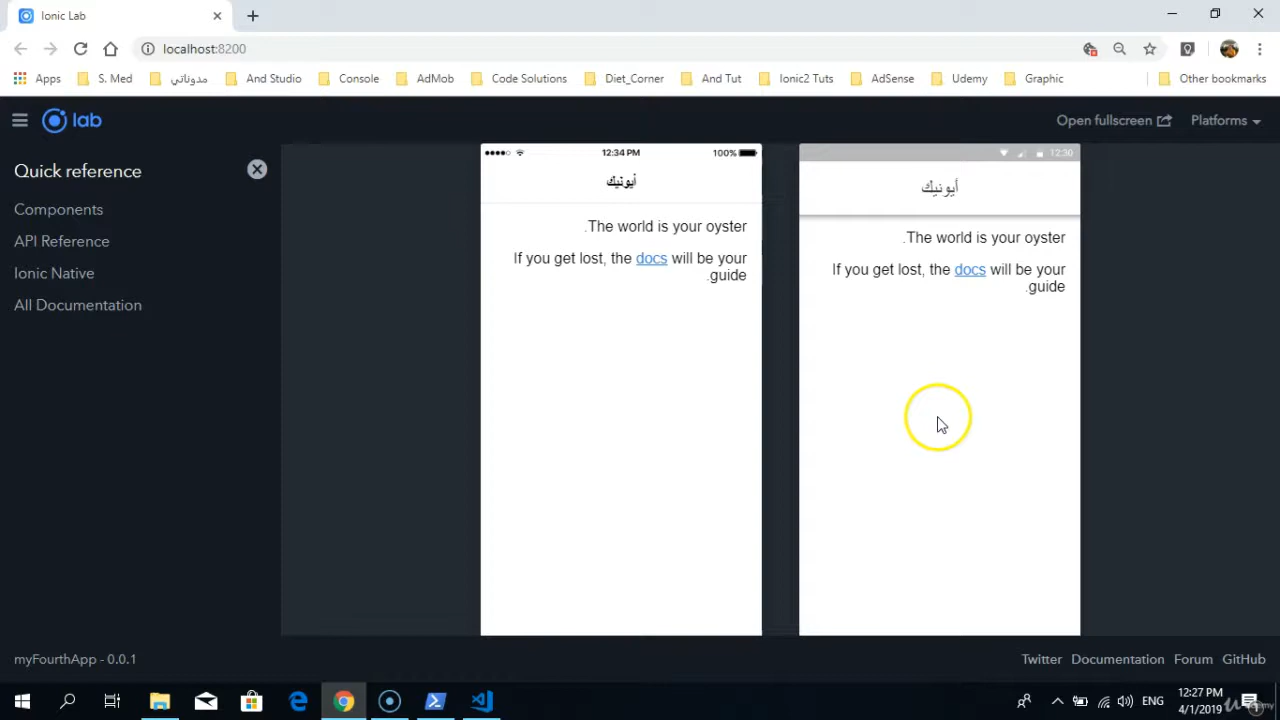 Ionic Lab
localhost:8200
Apps S. Med مدوناتي And Studio Console AdMob Code Solutions Diet_Corner And Tut Ionic2 Tuts AdSense Udemy Graphic Other bookmarks
lab Open fullscreen Platforms
Quick reference
Components
API Reference
Ionic Native
All Documentation
12:34 PM 100%
أيونيك
.The world is your oyster
If you get lost, the docs will be your
.guide
12:30
أيونيك
.The world is your oyster
If you get lost, the docs will be your
.guide
myFourthApp - 0.0.1 Twitter Documentation Forum GitHub
ENG 12:27 PM
4/1/2019